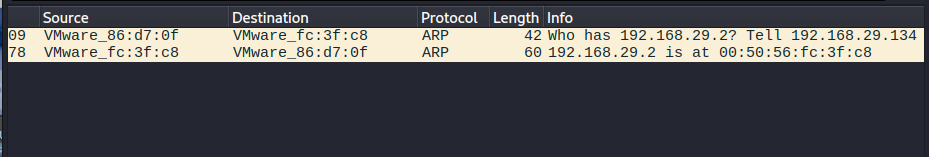 Source Destination Protocol Length Info
09 VMware_86:d7:0f VMware_fc:3f:c8 ARP 42 Who has 192.168.29.2? Tell 192.168.29.134
78 VMware_fc:3f:c8 VMware_86:d7:0f ARP 60 192.168.29.2 is at 00:50:56:fc:3f:c8